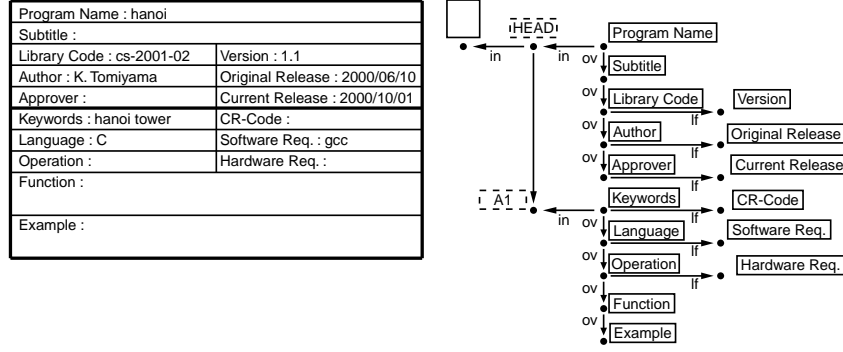 Program Name : hanoi
Subtitle :
Library Code : cs-2001-02 Version : 1.1
Author : K. Tomiyama Original Release : 2000/06/10
Approver : Current Release : 2000/10/01
Keywords : hanoi tower CR-Code :
Language : C Software Req. : gcc
Operation : Hardware Req. :
Function :
Example :
HEAD
Program Name
in in ov
Subtitle
ov
Library Code Version
ov lf
Author Original Release
ov lf
Approver Current Release
lf
A1 Keywords CR-Code
in ov lf
Language Software Req.
ov lf
Operation Hardware Req.
ov lf
Function
ov
Example